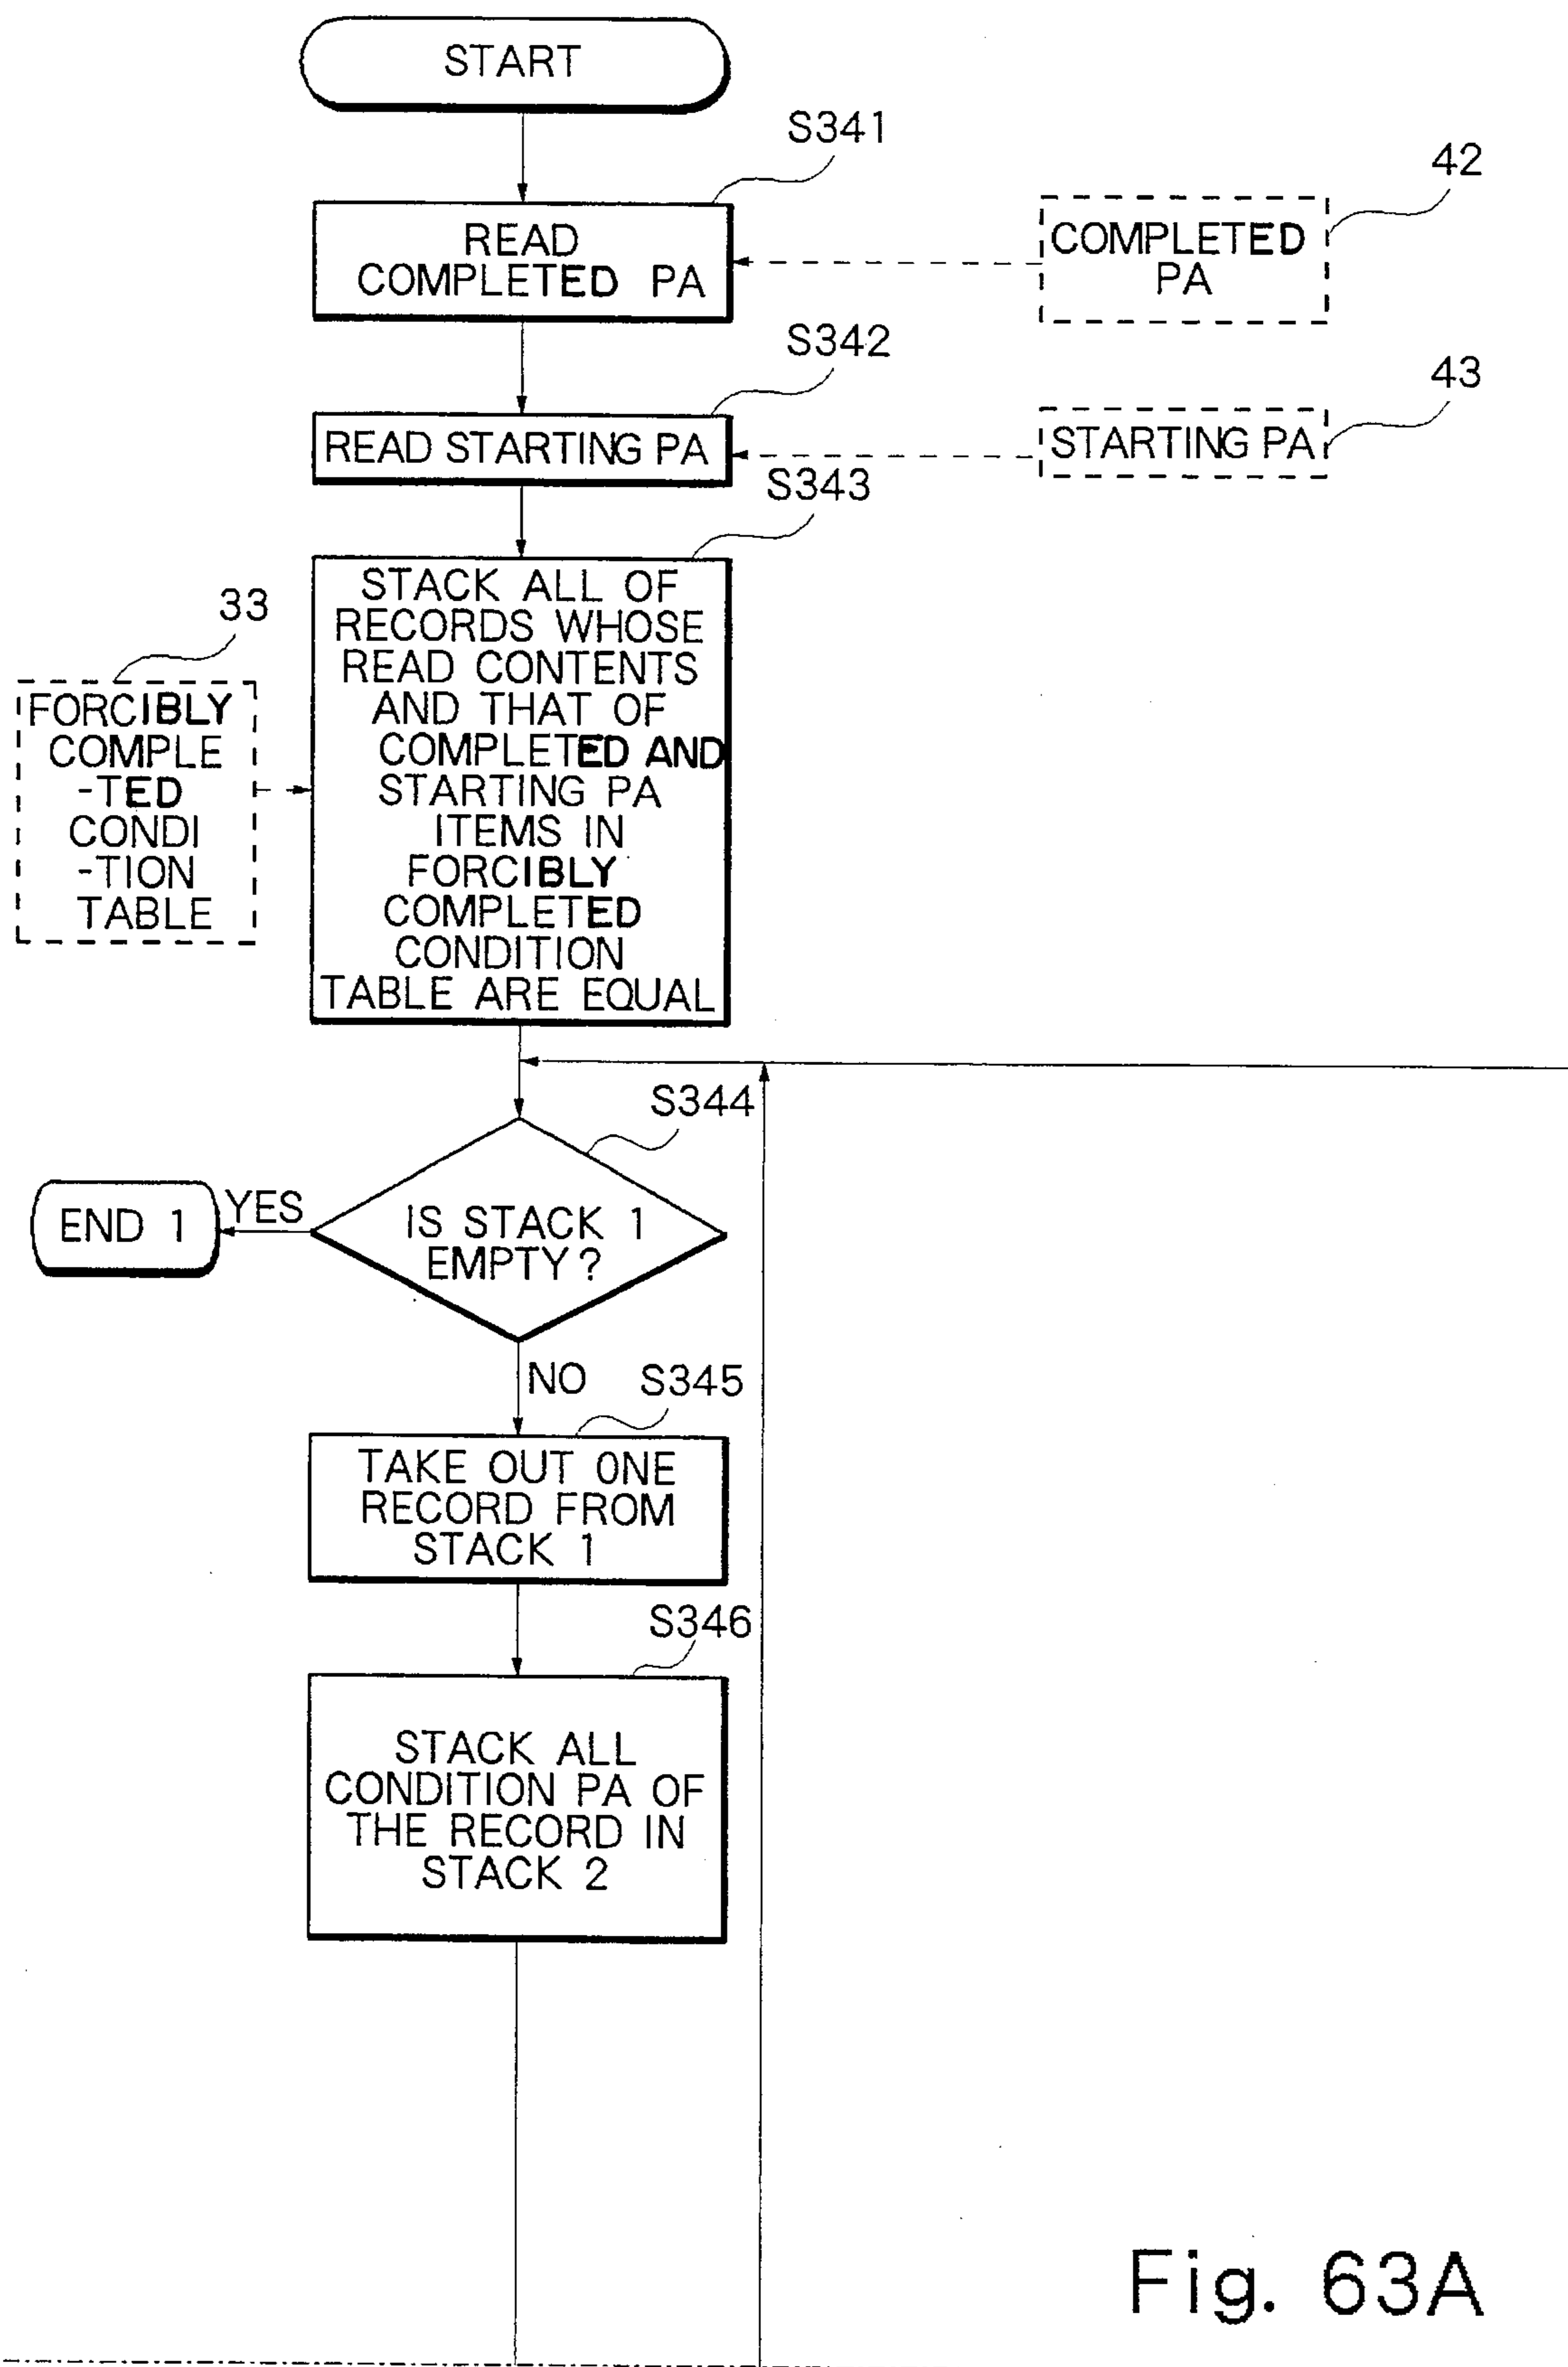 START
S341
READ
COMPLETED PA
42
COMPLETED
PA
S342
READ STARTING PA
43
STARTING PA
S343
STACK ALL OF
RECORDS WHOSE
READ CONTENTS
AND THAT OF
COMPLETED AND
STARTING PA
ITEMS IN
FORCIBLY
COMPLETED
CONDITION
TABLE ARE EQUAL
33
FORCIBLY
COMPLE
-TED
CONDI
-TION
TABLE
S344
IS STACK 1
EMPTY?
YES
END 1
NO
S345
TAKE OUT ONE
RECORD FROM
STACK 1
S346
STACK ALL
CONDITION PA OF
THE RECORD IN
STACK 2
Fig. 63A